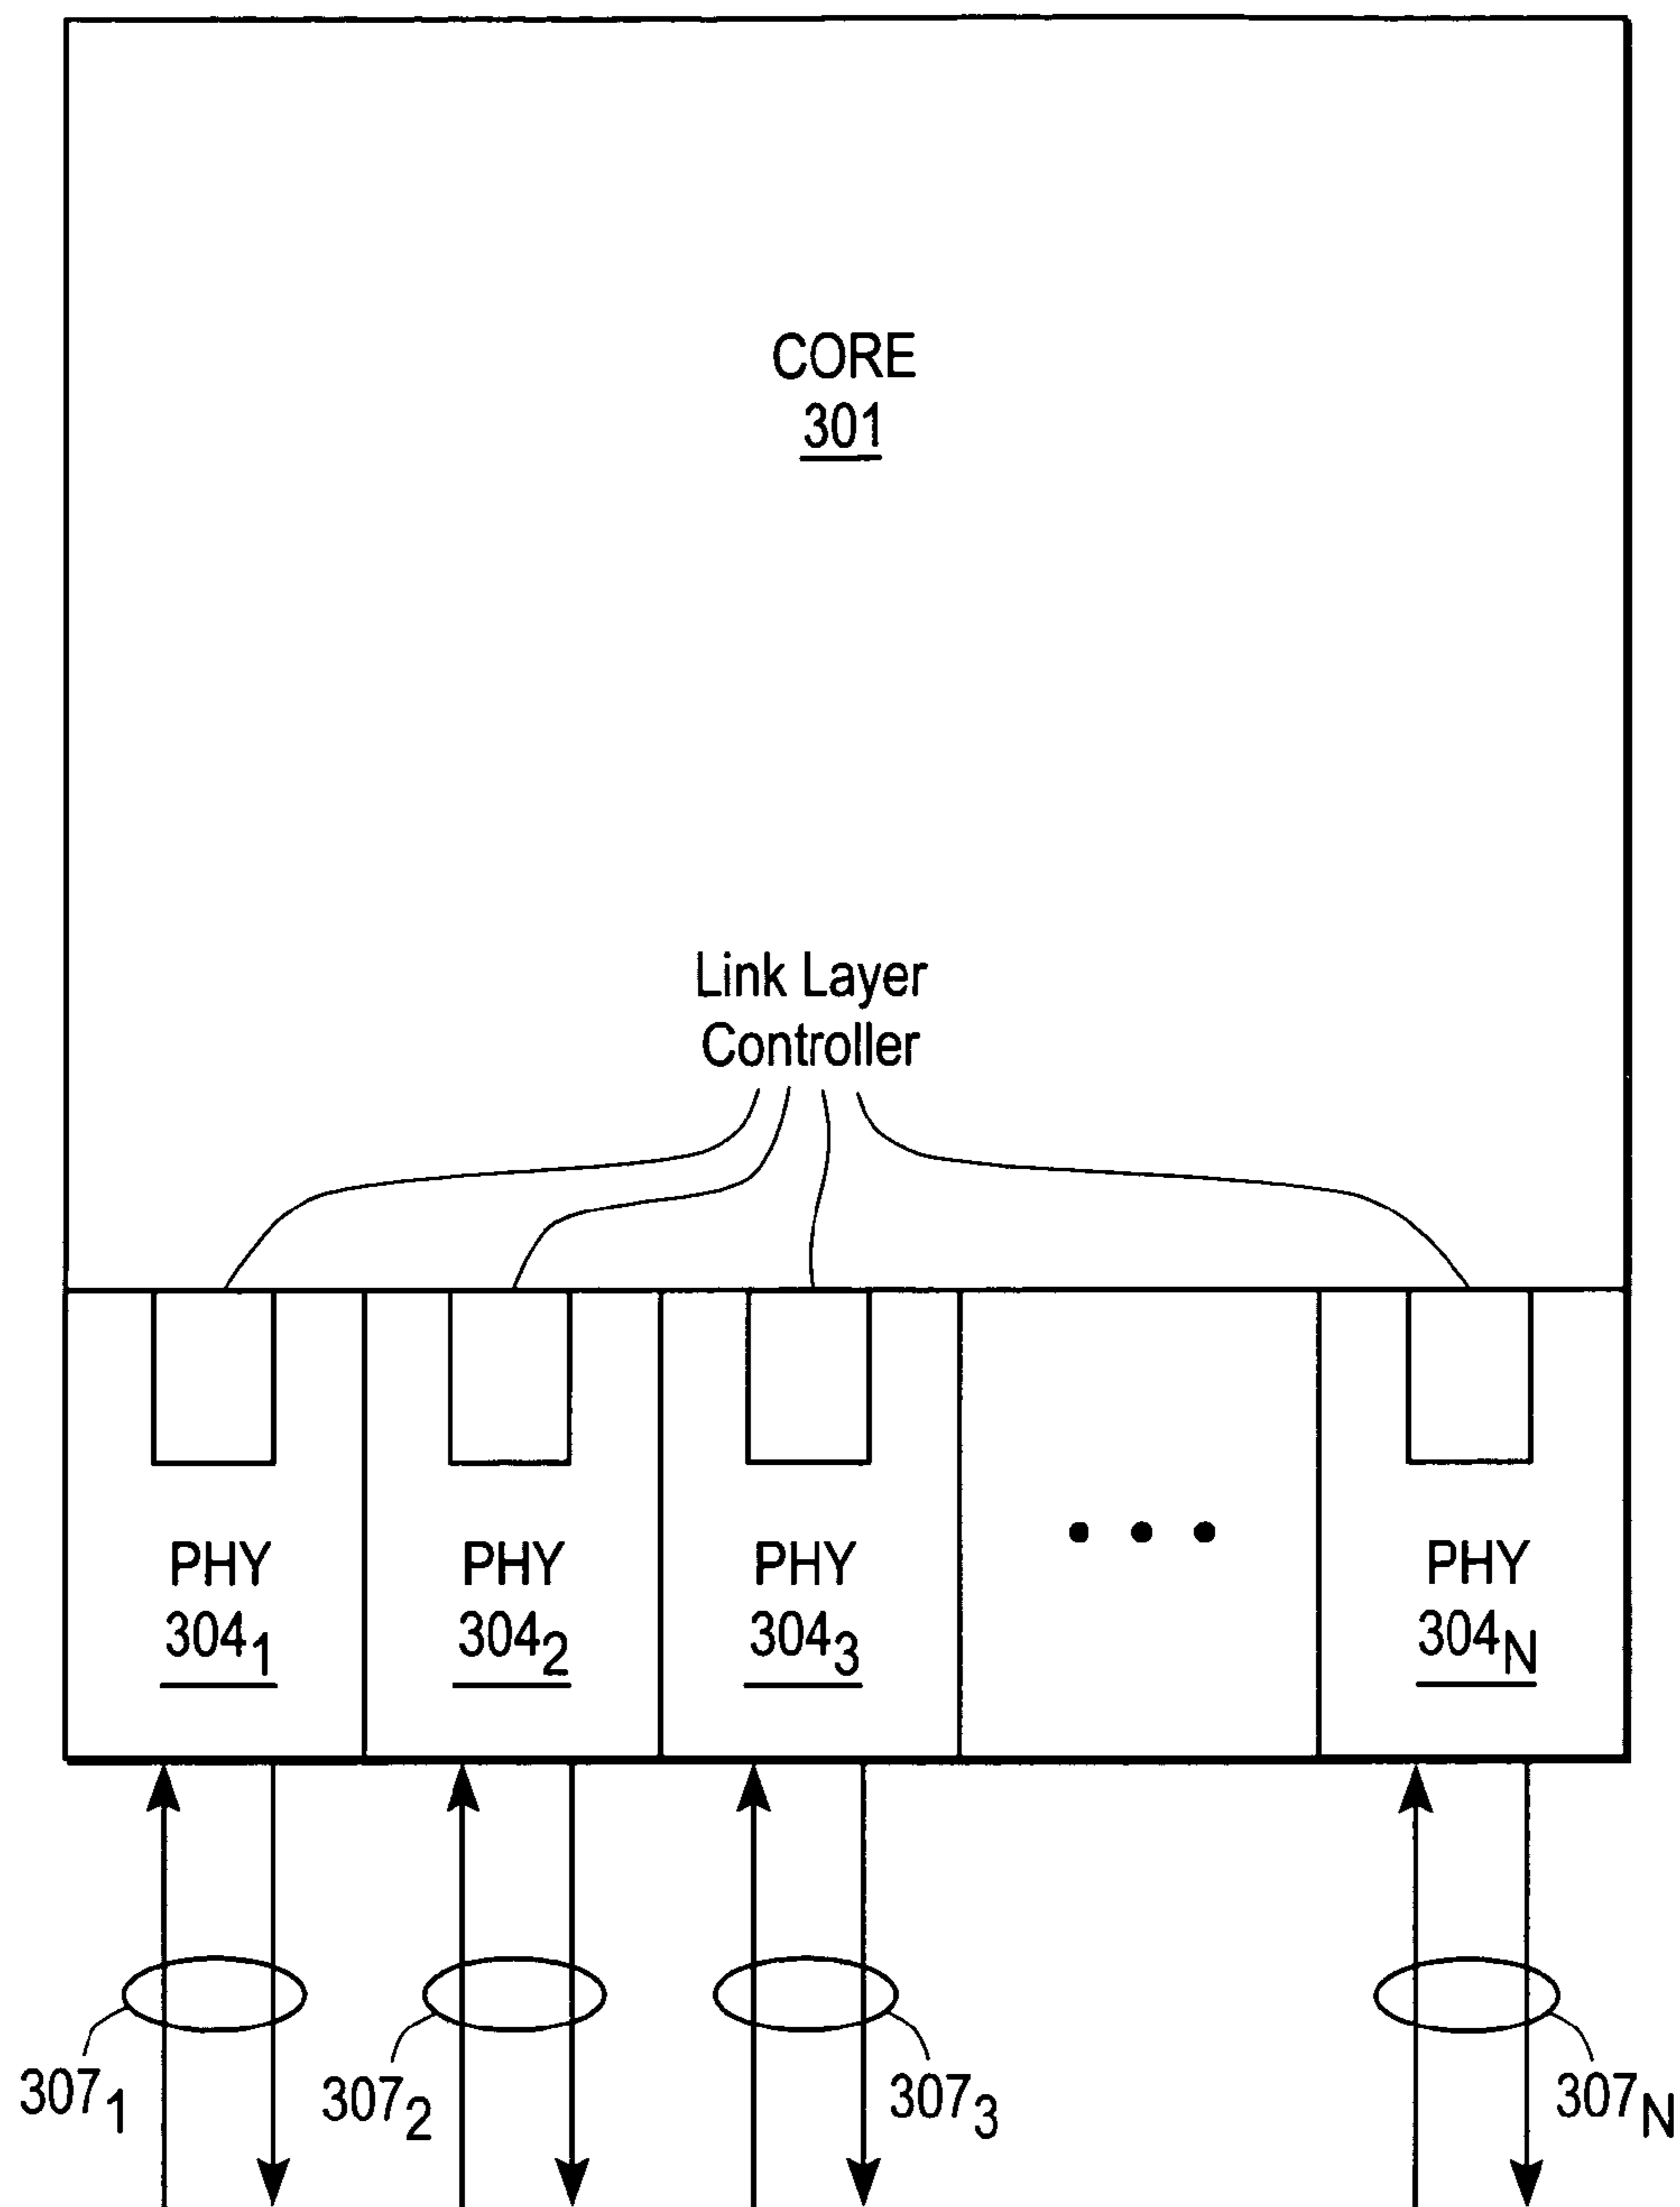 CORE
301
Link Layer
Controller
PHY
304₁
PHY
304₂
PHY
304₃
• • •
PHY
304N
307₁
307₂
307₃
307N